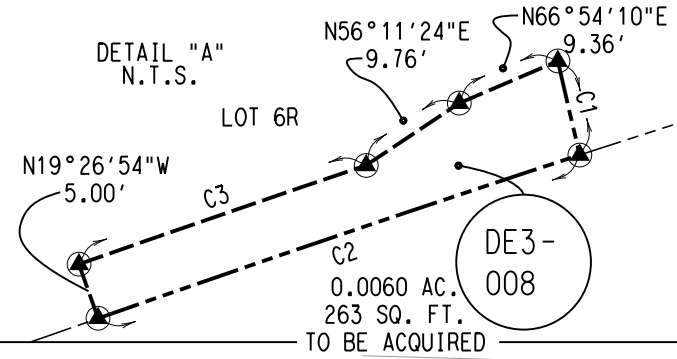 DETAIL "A"
N.T.S.
LOT 6R
N56°11'24"E
9.76'
N66°54'10"E
9.36'
C1
N19°26'54"W
5.00'
C3
C2
DE3-
008
0.0060 AC.
263 SQ. FT.
TO BE ACQUIRED